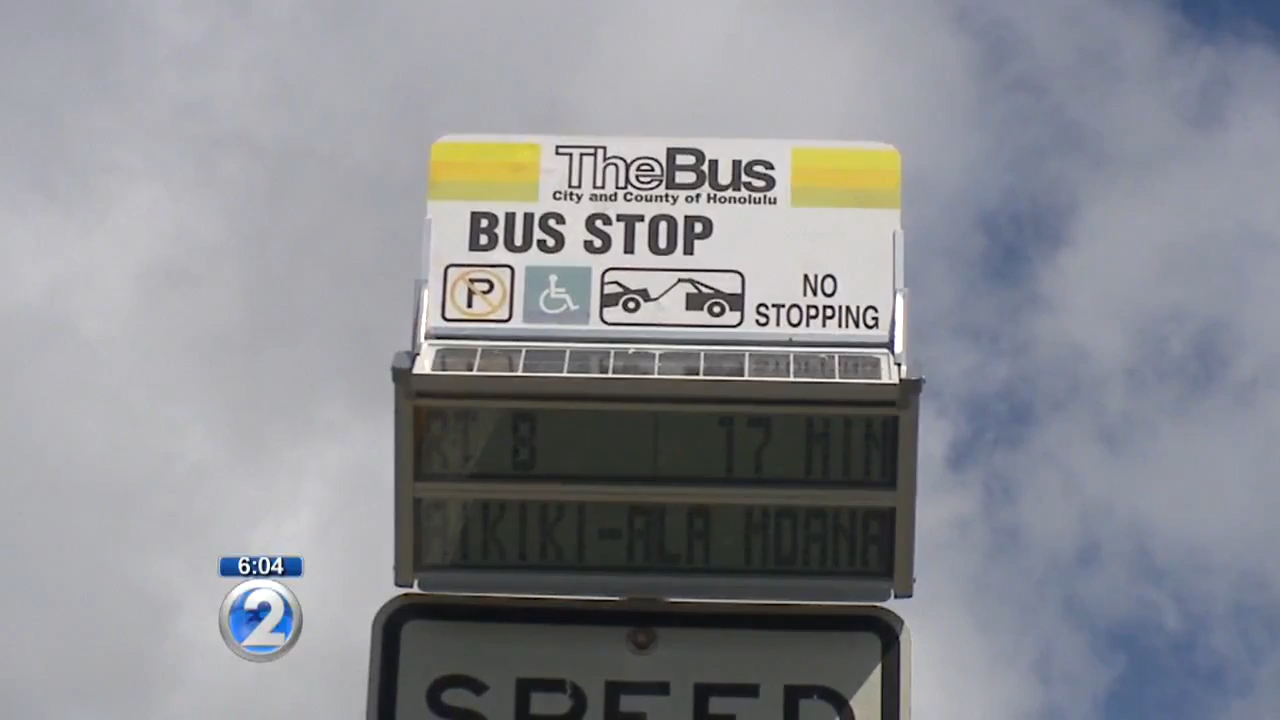 TheBus
City and County of Honolulu
BUS STOP
P
NO
STOPPING
RT 8 17 MIN
AIKIKI-ALA MOANA
6:04
2
SPEED